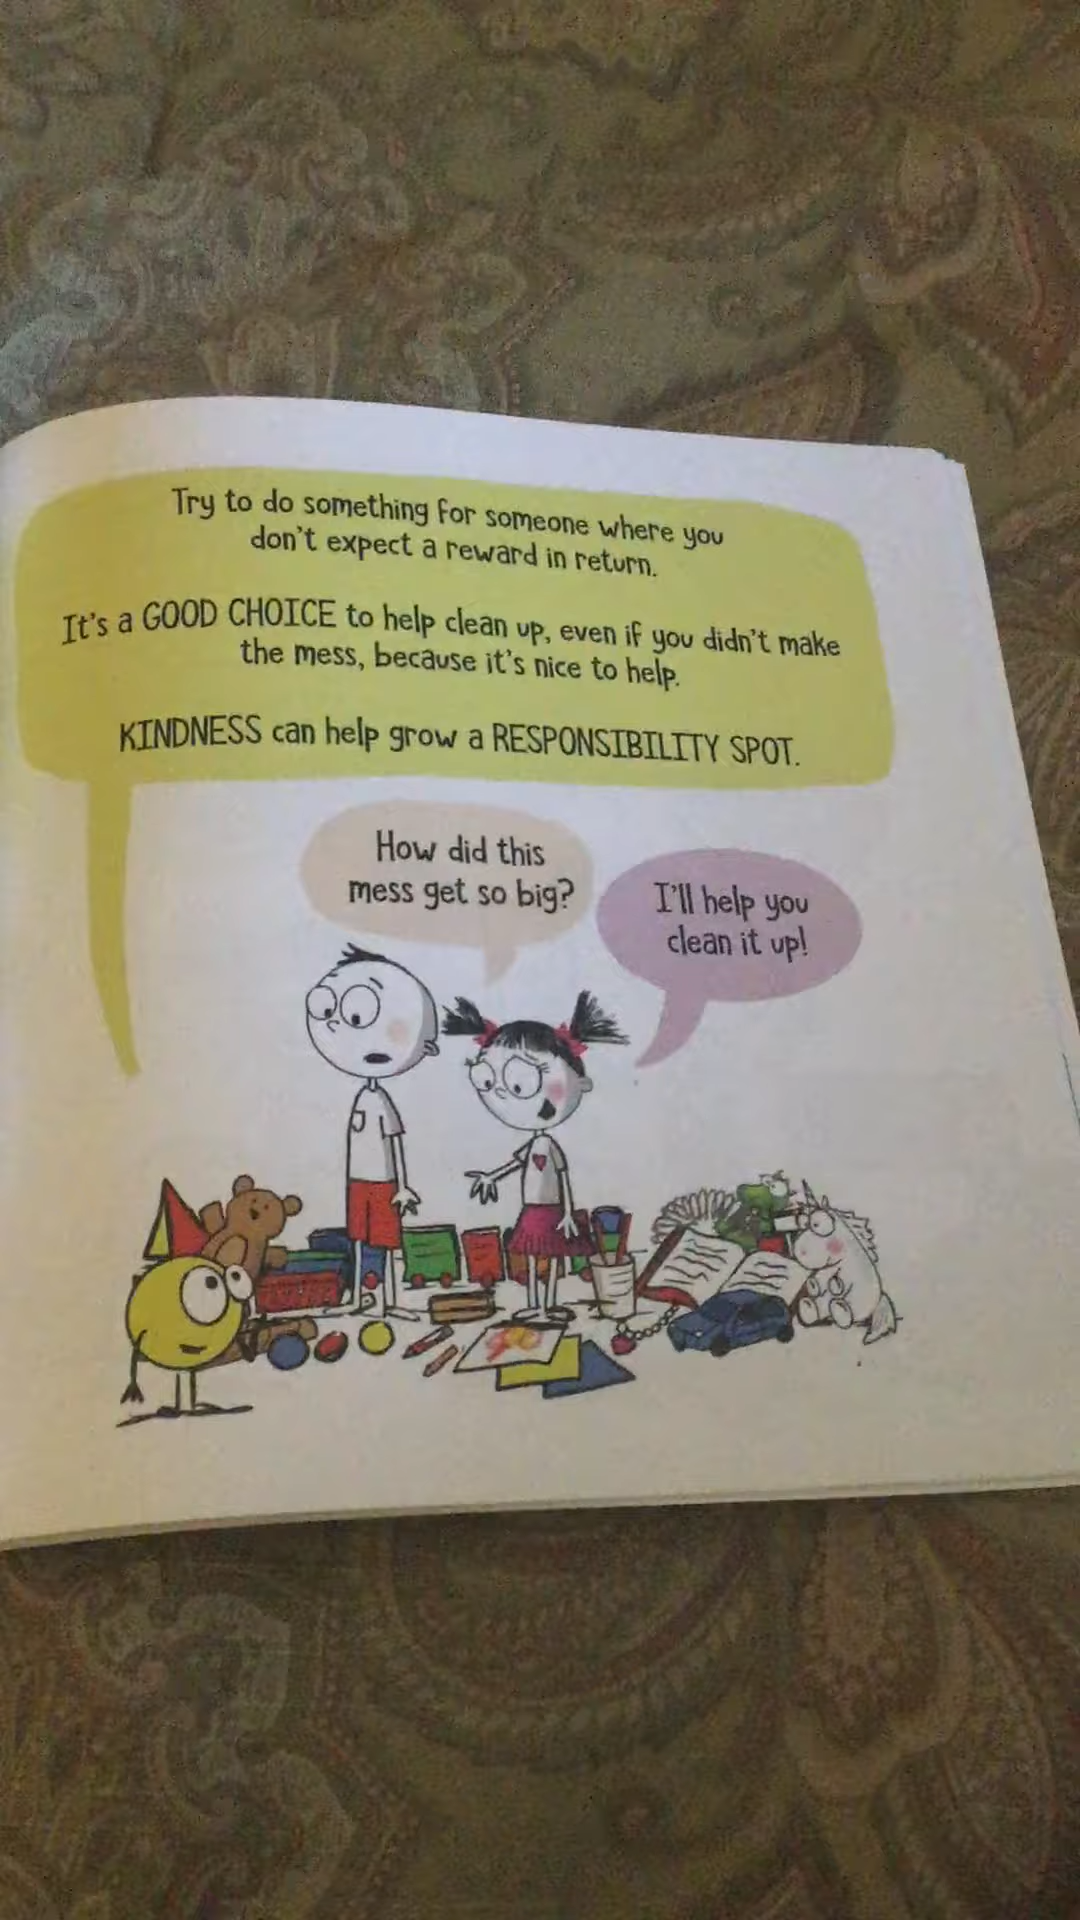 Try to do something for someone where you
don't expect a reward in return.
It's a GOOD CHOICE to help clean up, even if you didn't make
the mess, because it's nice to help.
KINDNESS can help grow a RESPONSIBILITY SPOT.
How did this
mess get so big?
I'll help you
clean it up!